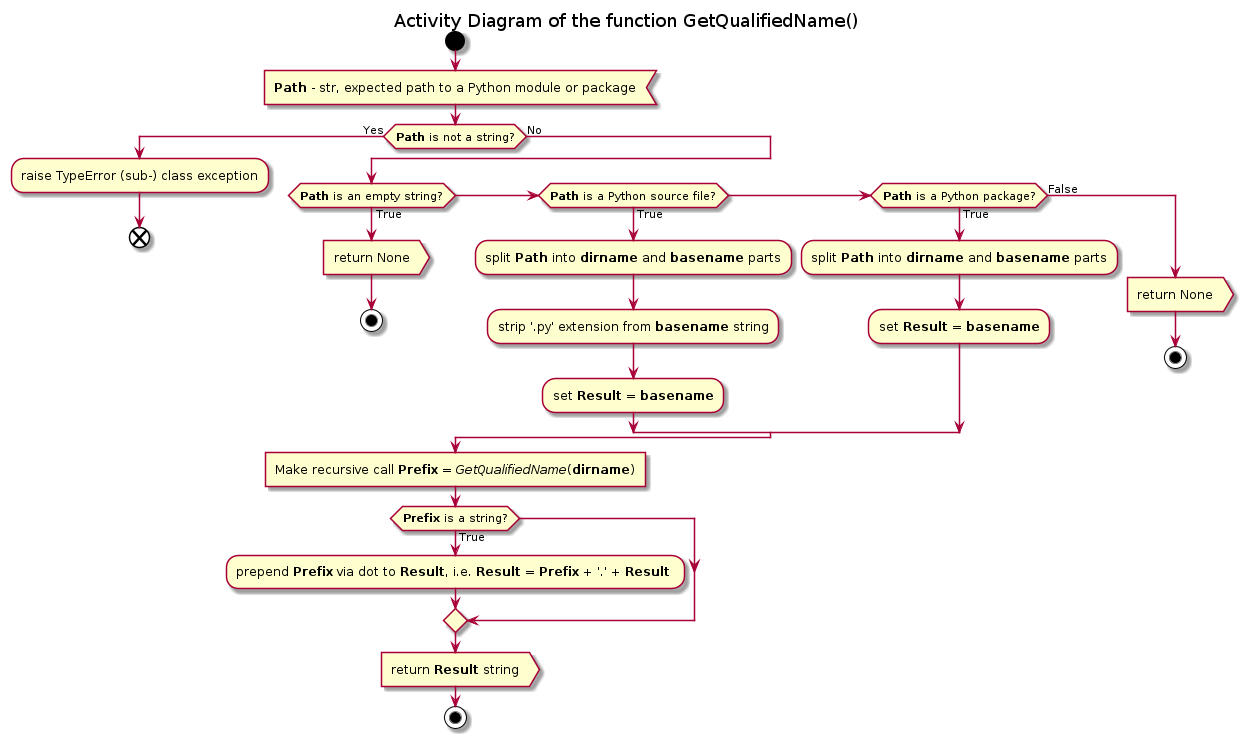 Activity Diagram of the function GetQualifiedName()
Path - str, expected path to a Python module or package
Yes
Path is not a string?
No
raise TypeError (sub-) class exception
Path is an empty string?
True
return None
Path is a Python source file?
True
split Path into dirname and basename parts
strip '.py' extension from basename string
set Result = basename
Path is a Python package?
False
True
split Path into dirname and basename parts
set Result = basename
return None
Make recursive call Prefix = GetQualifiedName(dirname)
Prefix is a string?
True
prepend Prefix via dot to Result, i.e. Result = Prefix + '.' + Result
return Result string